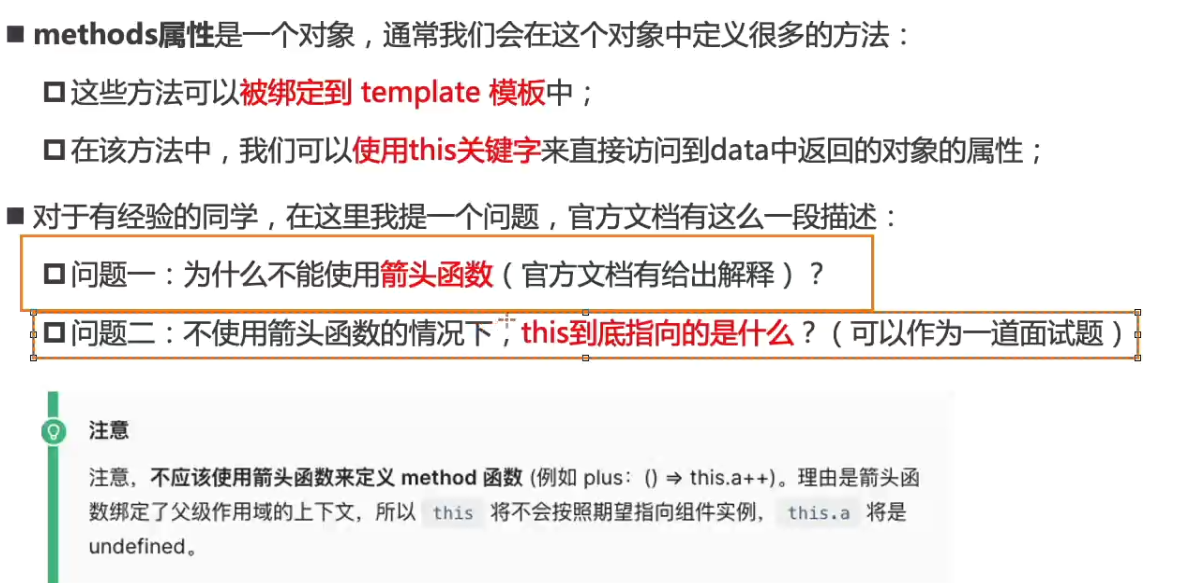 methods属性是一个对象，通常我们会在这个对象中定义很多的方法：
这些方法可以被绑定到 template 模板中；
在该方法中，我们可以使用this关键字来直接访问到data中返回的对象的属性；
对于有经验的同学，在这里我提一个问题，官方文档有这么一段描述：
问题一：为什么不能使用箭头函数（官方文档有给出解释）？
问题二：不使用箭头函数的情况下，this到底指向的是什么？（可以作为一道面试题）
注意
注意，不应该使用箭头函数来定义 method 函数 (例如 plus：() => this.a++)。理由是箭头函
数绑定了父级作用域的上下文，所以 this 将不会按照期望指向组件实例，this.a 将是
undefined。